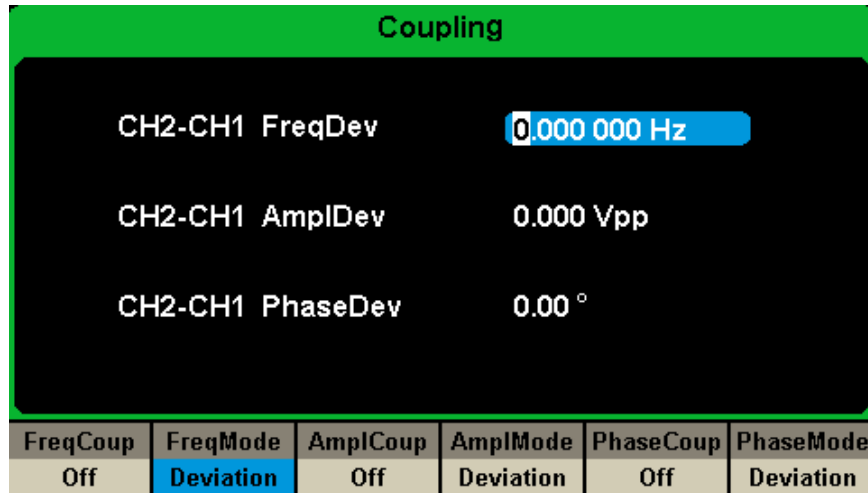 Coupling
CH2-CH1 FreqDev 0.000 000 Hz
CH2-CH1 AmplDev 0.000 Vpp
CH2-CH1 PhaseDev 0.00 °
FreqCoup FreqMode AmplCoup AmplMode PhaseCoup PhaseMode
Off Deviation Off Deviation Off Deviation